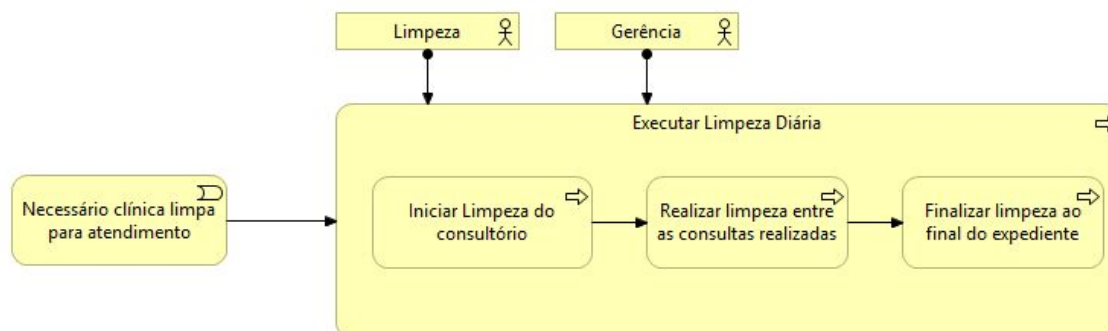 Limpeza
Gerência
Executar Limpeza Diária
Necessário clínica limpa
para atendimento
Iniciar Limpeza do
consultório
Realizar limpeza entre
as consultas realizadas
Finalizar limpeza ao
final do expediente